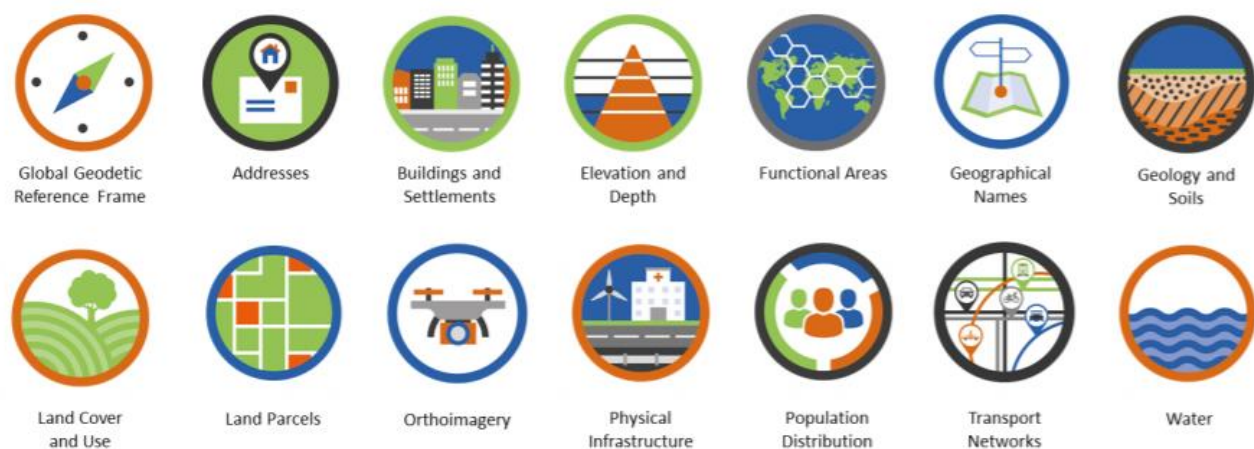 Global Geodetic
Reference Frame
Addresses
Buildings and
Settlements
Elevation and
Depth
Functional Areas
Geographical
Names
Geology and
Soils
Land Cover
and Use
Land Parcels
Orthoimagery
Physical
Infrastructure
Population
Distribution
Transport
Networks
Water